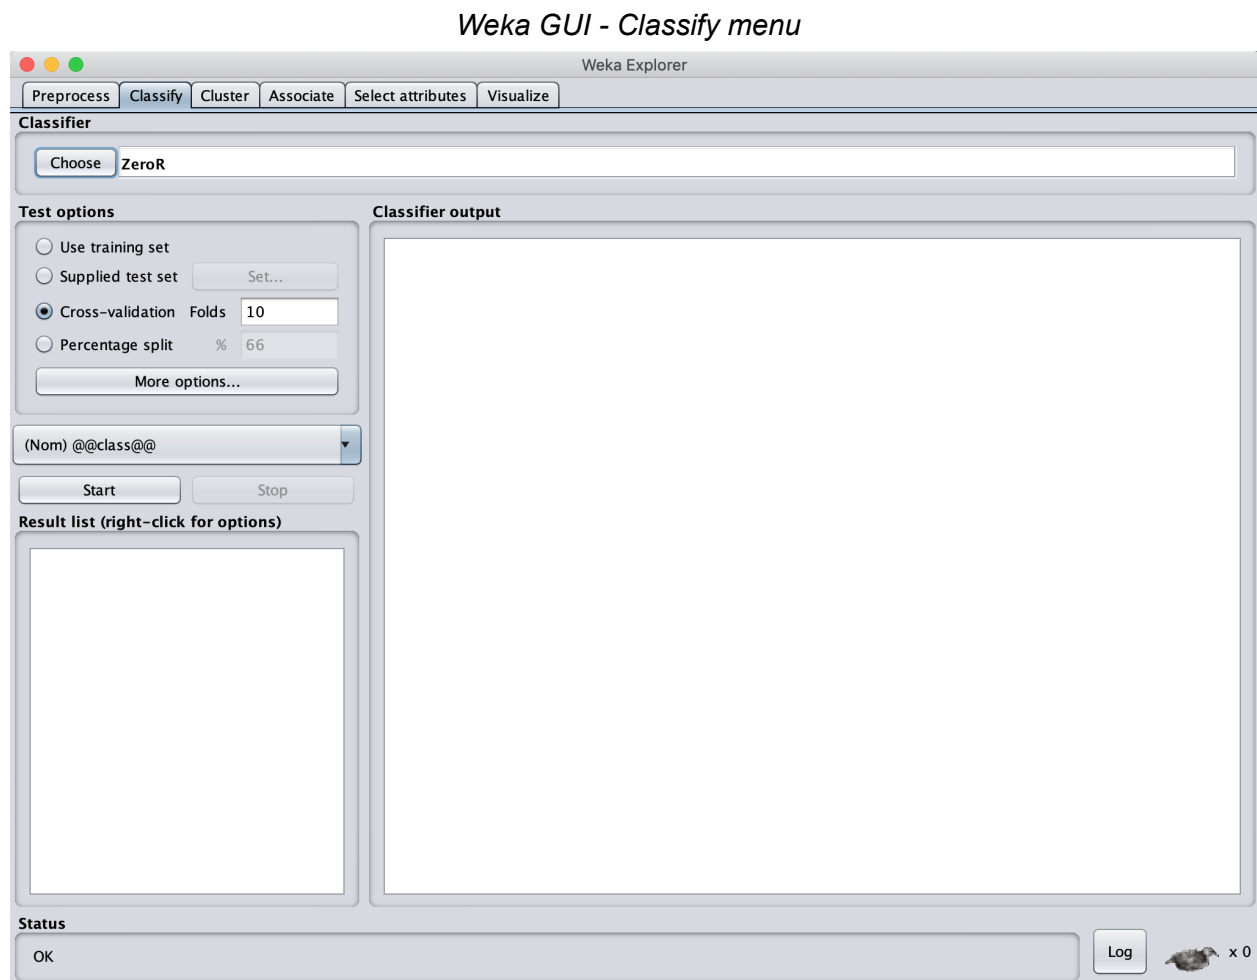 Weka GUI - Classify menu
Weka Explorer
Preprocess Classify Cluster Associate Select attributes Visualize
Classifier
Choose ZeroR
Test options
Use training set
Supplied test set Set...
Cross-validation Folds 10
Percentage split % 66
More options...
(Nom) @@class@@
Start Stop
Result list (right-click for options)
Classifier output
Status
OK
Log x 0